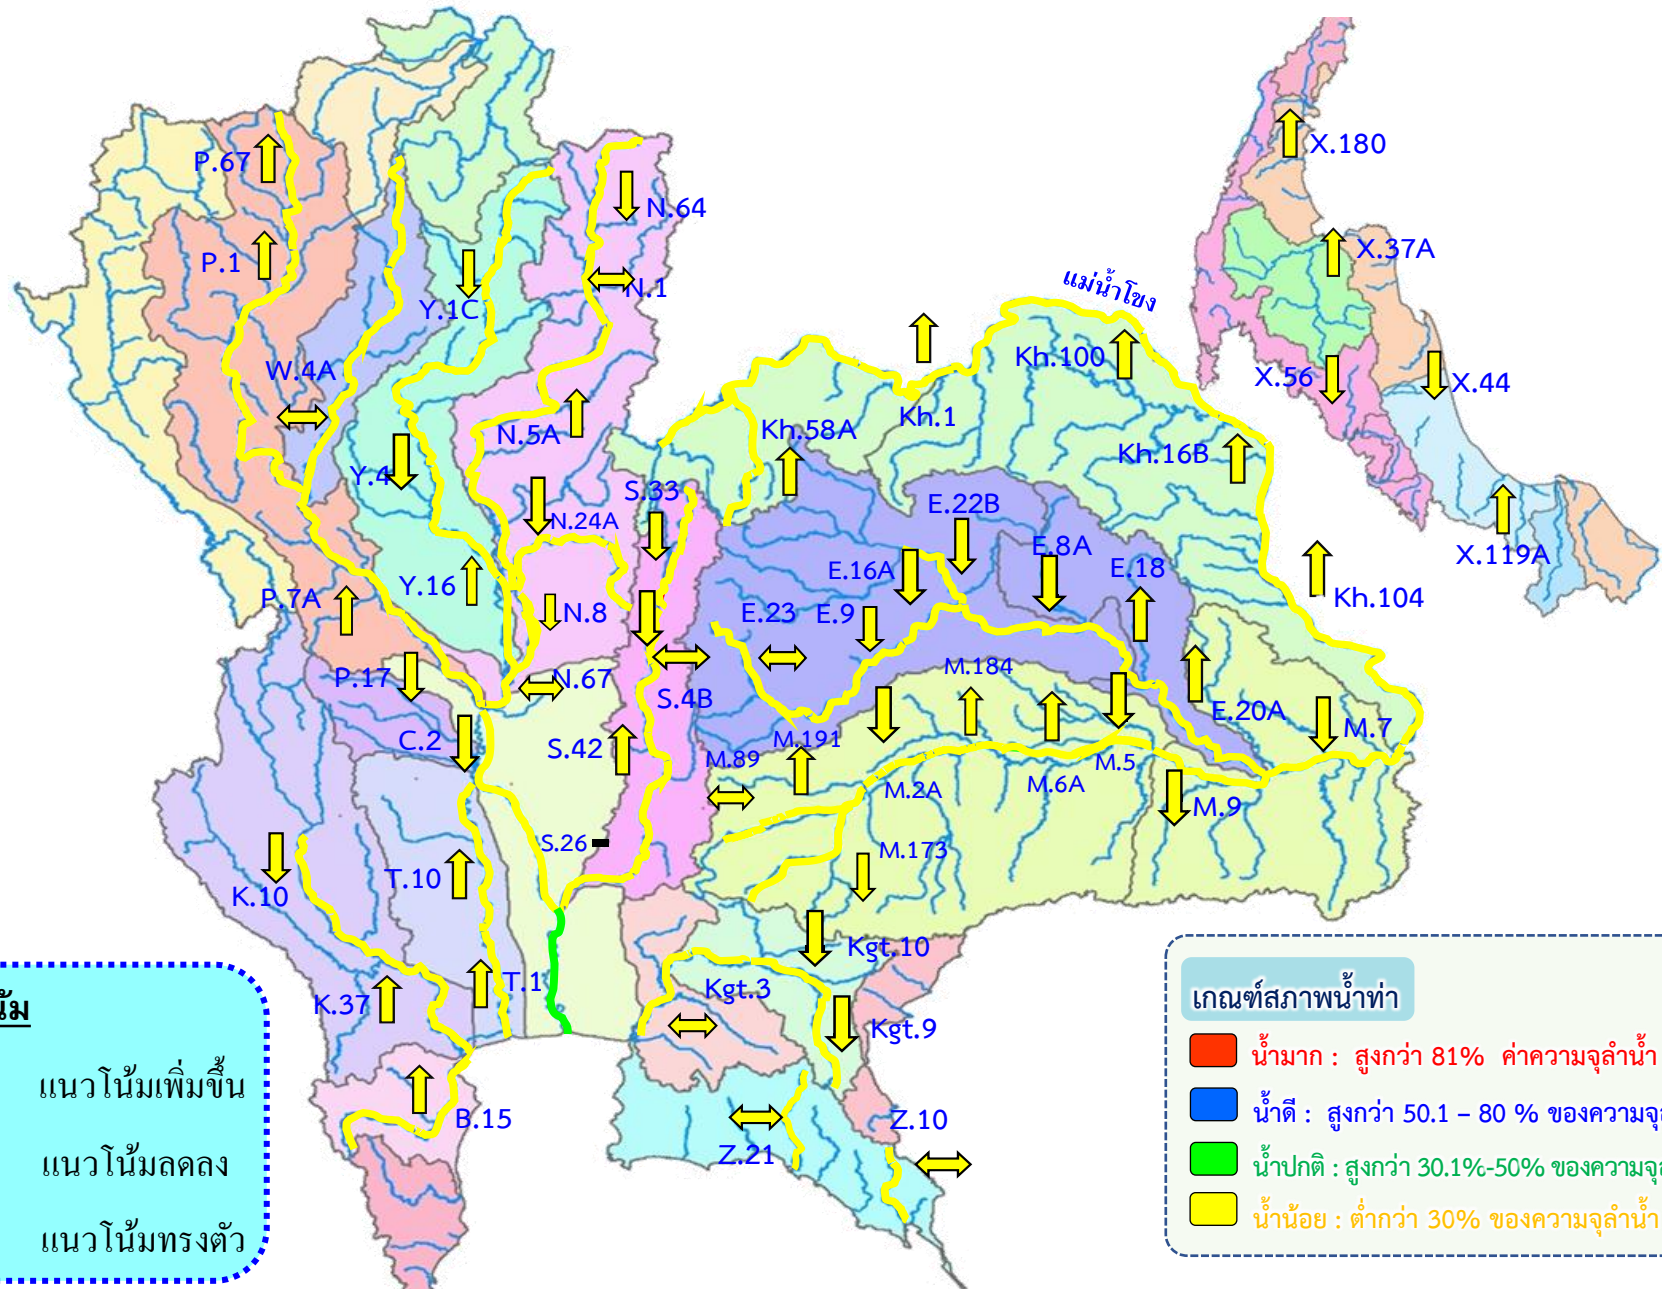 P.67
X.180
N.64
P.1
X.37A
N.1
แม่น้ำโขง
Y.1C
Kh.100
W.4A
X.56
X.44
Kh.1
Kh.58A
N.5A
Kh.16B
Y.4
S.33
E.22B
N.24A
E.8A
X.119A
E.16A
E.18
Y.16
P.7A
Kh.104
N.8
E.23
E.9
M.184
P.17
N.67
S.4B
E.20A
M.7
C.2
S.42
M.191
M.89
M.5
M.2A
M.6A
M.9
S.26
M.173
T.10
K.10
Kgt.10
T.1
Kgt.3
K.37
Kgt.9
B.15
Z.10
Z.21
แนวโน้มเพิ่มขึ้น
แนวโน้มลดลง
แนวโน้มทรงตัว
เกณฑ์สภาพน้ำท่า
น้ำมาก : สูงกว่า 81% ค่าความจุลำน้ำ
น้ำดี : สูงกว่า 50.1 – 80 % ของความจุ
น้ำปกติ : สูงกว่า 30.1%-50% ของความจุ
น้ำน้อย : ต่ำกว่า 30% ของความจุลำน้ำ